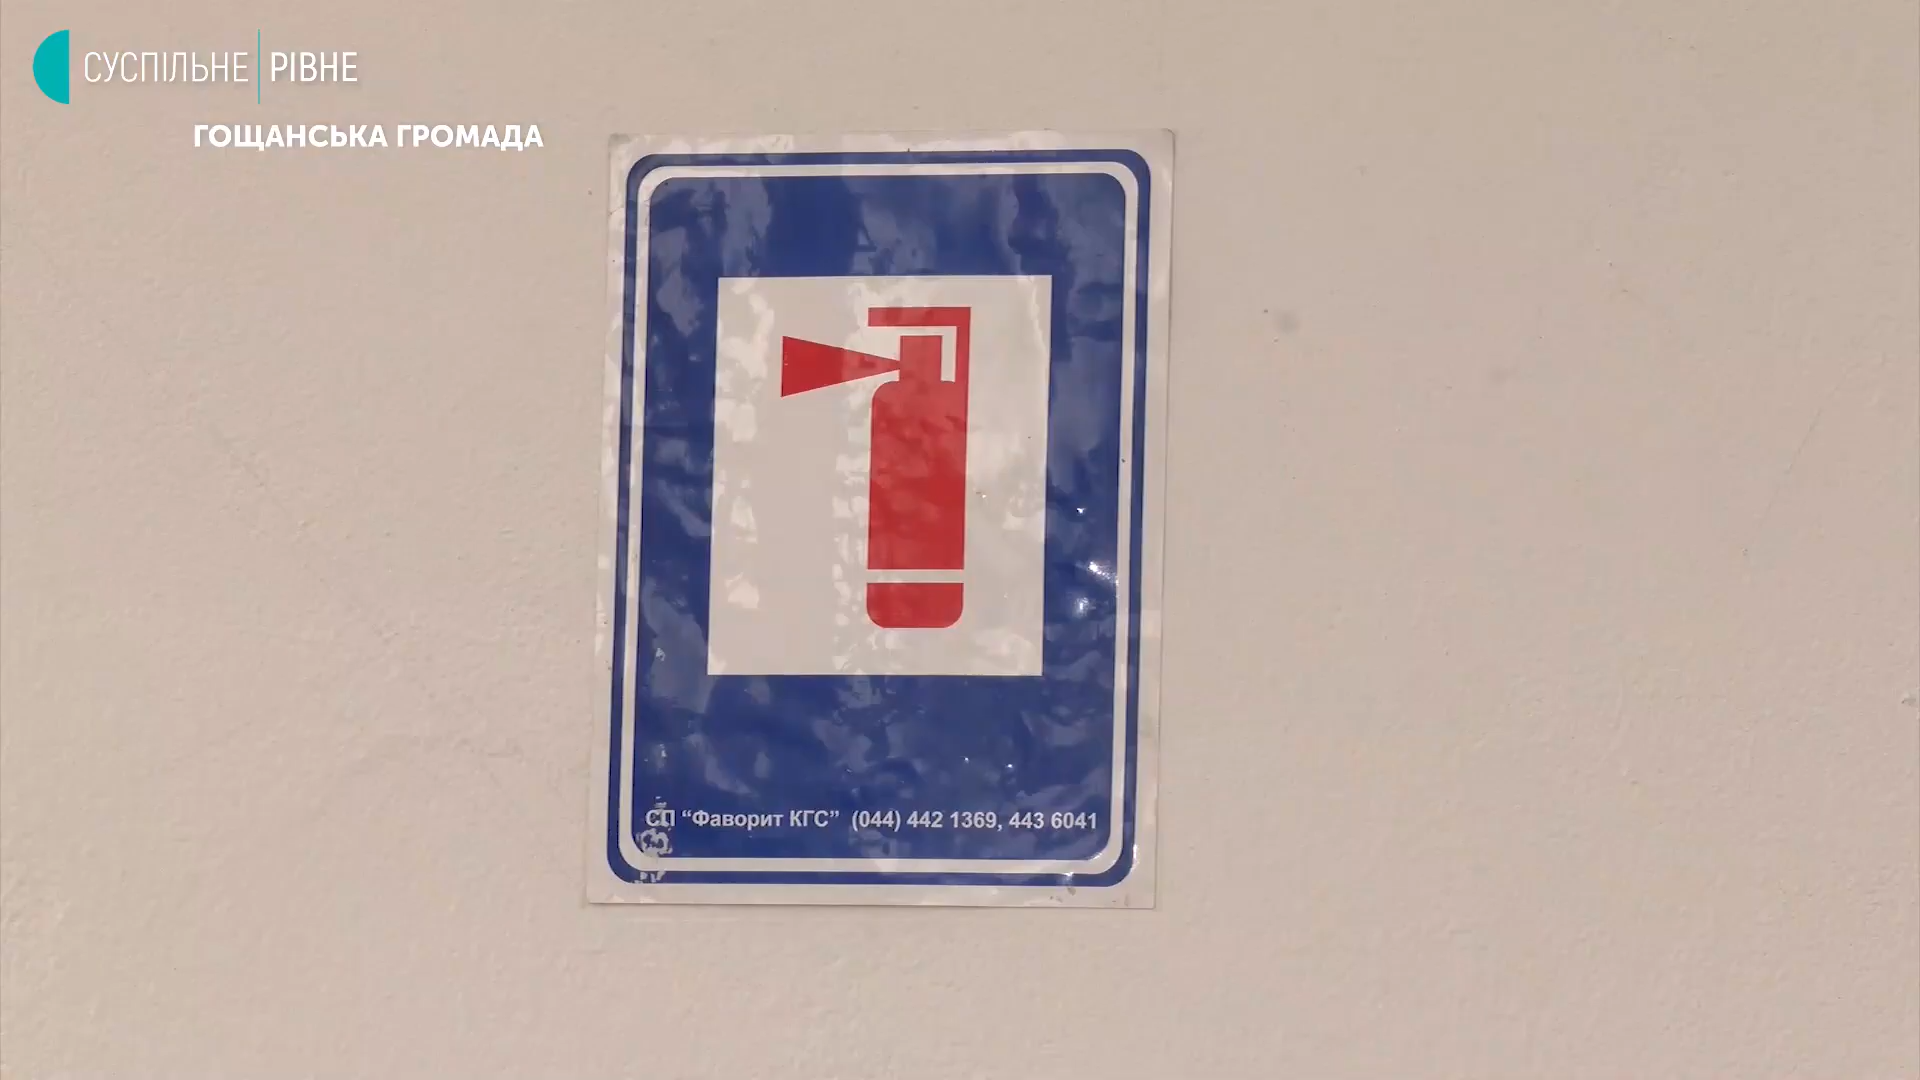 СУСПІЛЬНЕ РІВНЕ
ГОЩАНСЬКА ГРОМАДА
СП “Фаворит КГС” (044) 442 1369, 443 6041